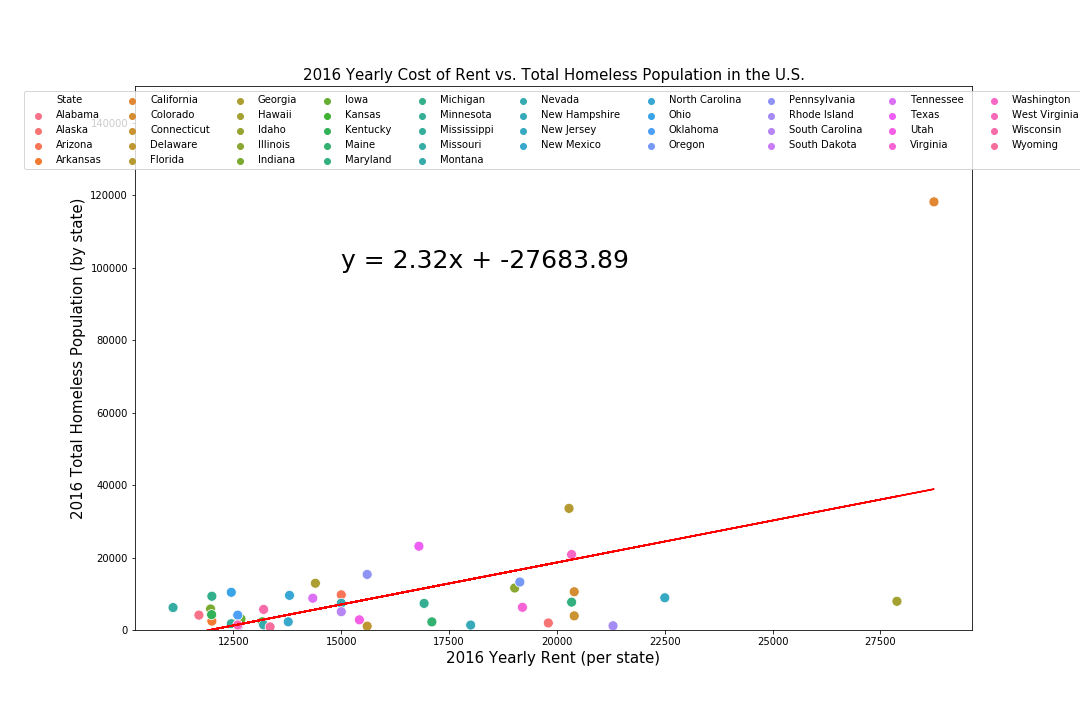 2016 Yearly Cost of Rent vs. Total Homeless Population in the U.S.
State California Georgia Iowa Michigan Nevada North Carolina Pennsylvania Tennessee Washington
Alabama Colorado Hawaii Kansas Minnesota New Hampshire Ohio Rhode Island Texas West Virginia
140000
Alaska Connecticut Idaho Kentucky Mississippi New Jersey Oklahoma South Carolina Utah Wisconsin
Arizona Delaware Illinois Maine Missouri New Mexico Oregon South Dakota Virginia Wyoming
Arkansas Florida Indiana Maryland Montana
120000
100000
80000
60000
40000
20000
0
2016 Total Homeless Population (by state)
y = 2.32x + -27683.89
12500 15000 17500 20000 22500 25000 27500
2016 Yearly Rent (per state)